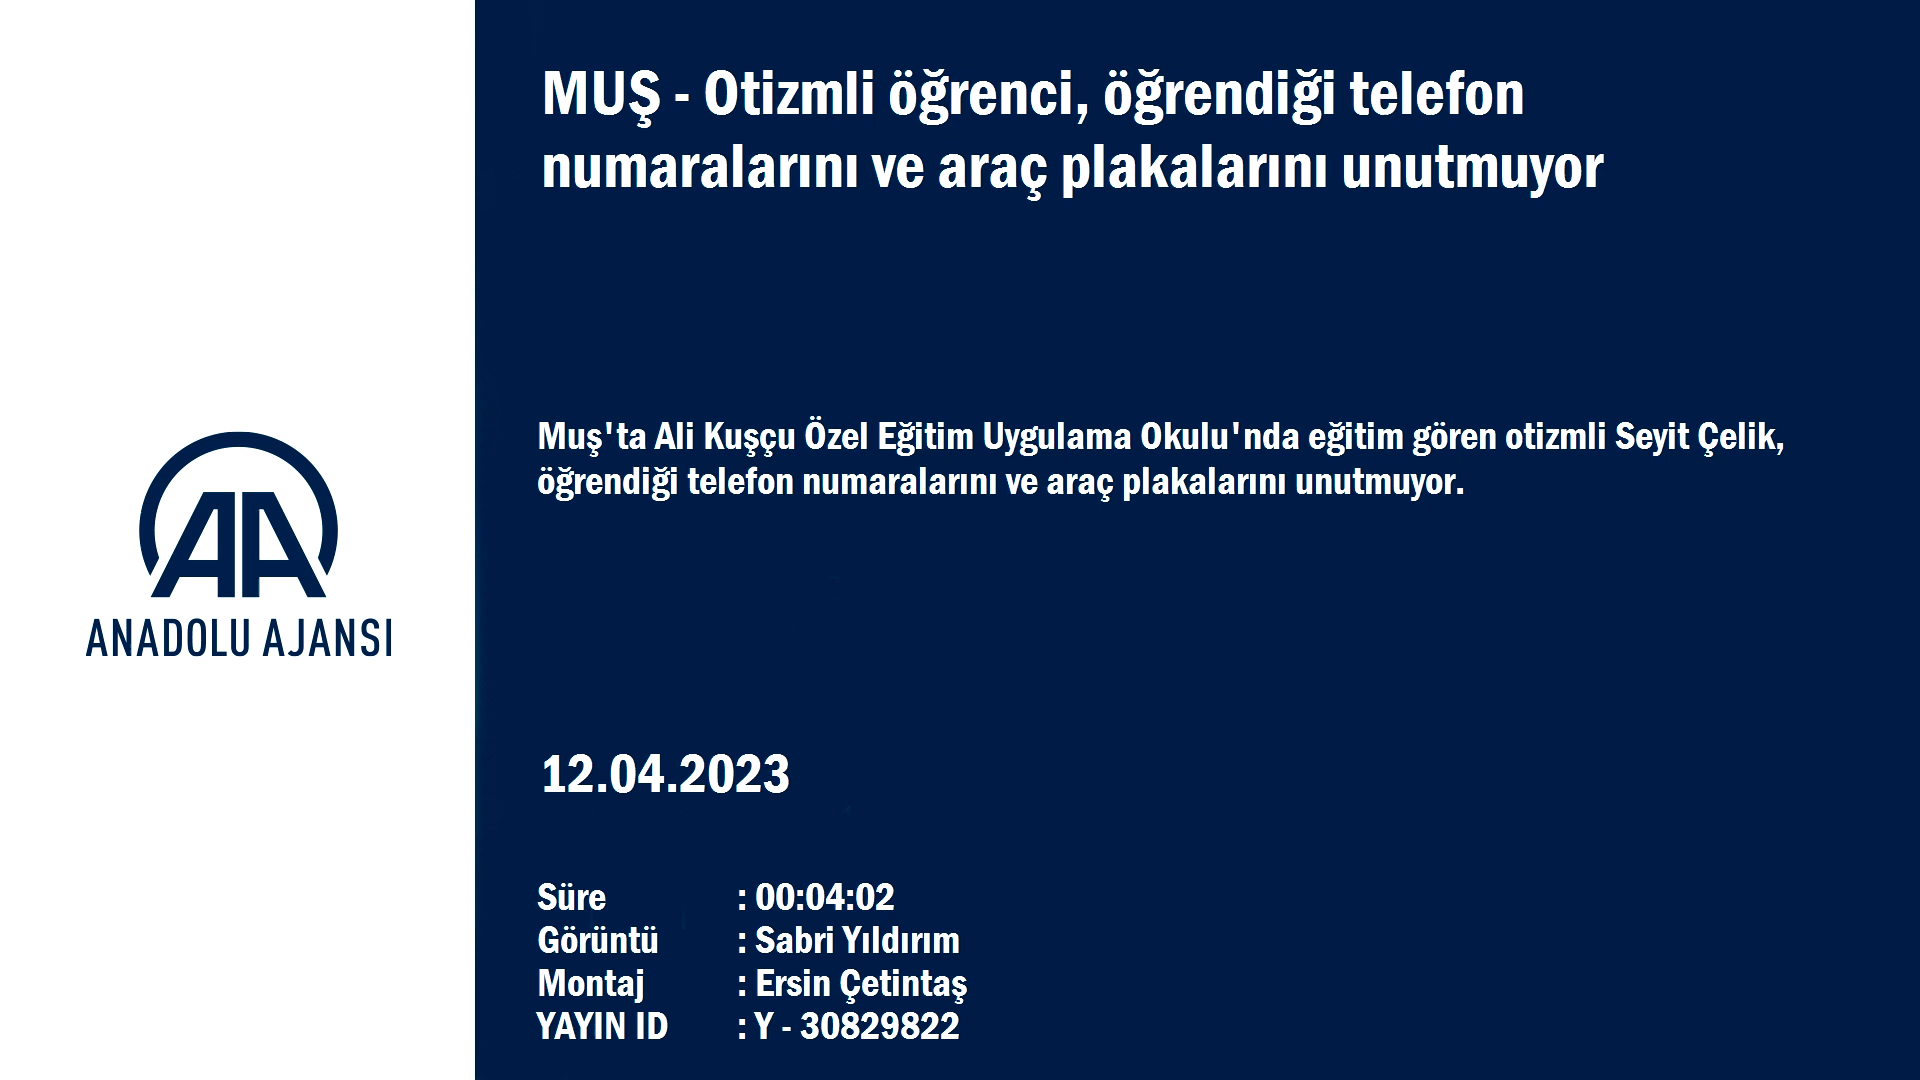 MUŞ - Otizmli öğrenci, öğrendiği telefon
numaralarını ve araç plakalarını unutmuyor
Muş'ta Ali Kuşçu Özel Eğitim Uygulama Okulu'nda eğitim gören otizmli Seyit Çelik,
öğrendiği telefon numaralarını ve araç plakalarını unutmuyor.
AA
ANADOLU AJANSI
12.04.2023
Süre : 00:04:02
Görüntü : Sabri Yıldırım
Montaj : Ersin Çetintaş
YAYIN ID : Y - 30829822